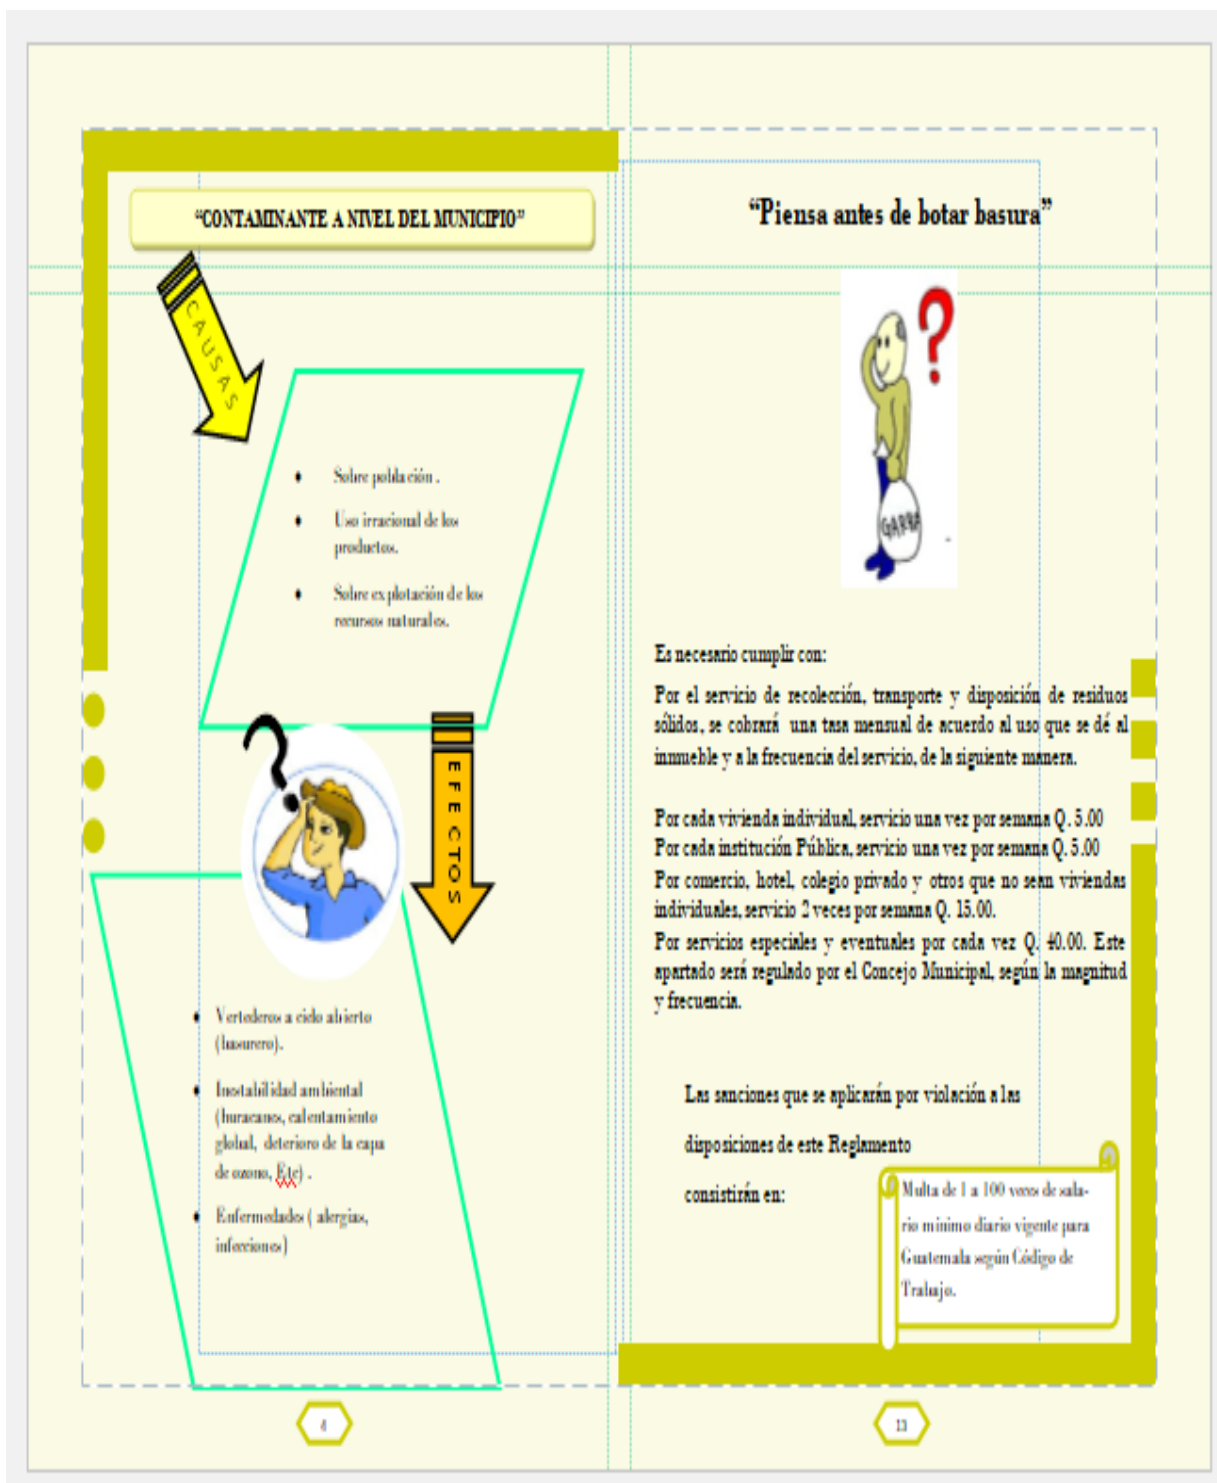 “CONTAMINANTE A NIVEL DEL MUNICIPIO”
CAUSAS
• Sobre población .
• Uso irracional de los
productos.
• Sobre explotación de los
recursos naturales.
?
EFECTOS
• Vertederos a cielo abierto
(basurero).
• Inestabilidad ambiental
(huracanes, calentamiento
global, deterioro de la capa
de ozono, Etc) .
• Enfermedades ( alergias,
infecciones)
4
“Piensa antes de botar basura”
?
GARBA
Es necesario cumplir con:
Por el servicio de recolección, transporte y disposición de residuos
sólidos, se cobrará una tasa mensual de acuerdo al uso que se dé al
inmueble y a la frecuencia del servicio, de la siguiente manera.
Por cada vivienda individual, servicio una vez por semana Q. 5.00
Por cada institución Pública, servicio una vez por semana Q. 5.00
Por comercio, hotel, colegio privado y otros que no sean viviendas
individuales, servicio 2 veces por semana Q. 15.00.
Por servicios especiales y eventuales por cada vez Q. 40.00. Este
apartado será regulado por el Concejo Municipal, según la magnitud
y frecuencia.
Las sanciones que se aplicarán por violación a las
disposiciones de este Reglamento
consistirán en:
Multa de 1 a 100 veces de sala-
rio mínimo diario vigente para
Guatemala según Código de
Trabajo.
13